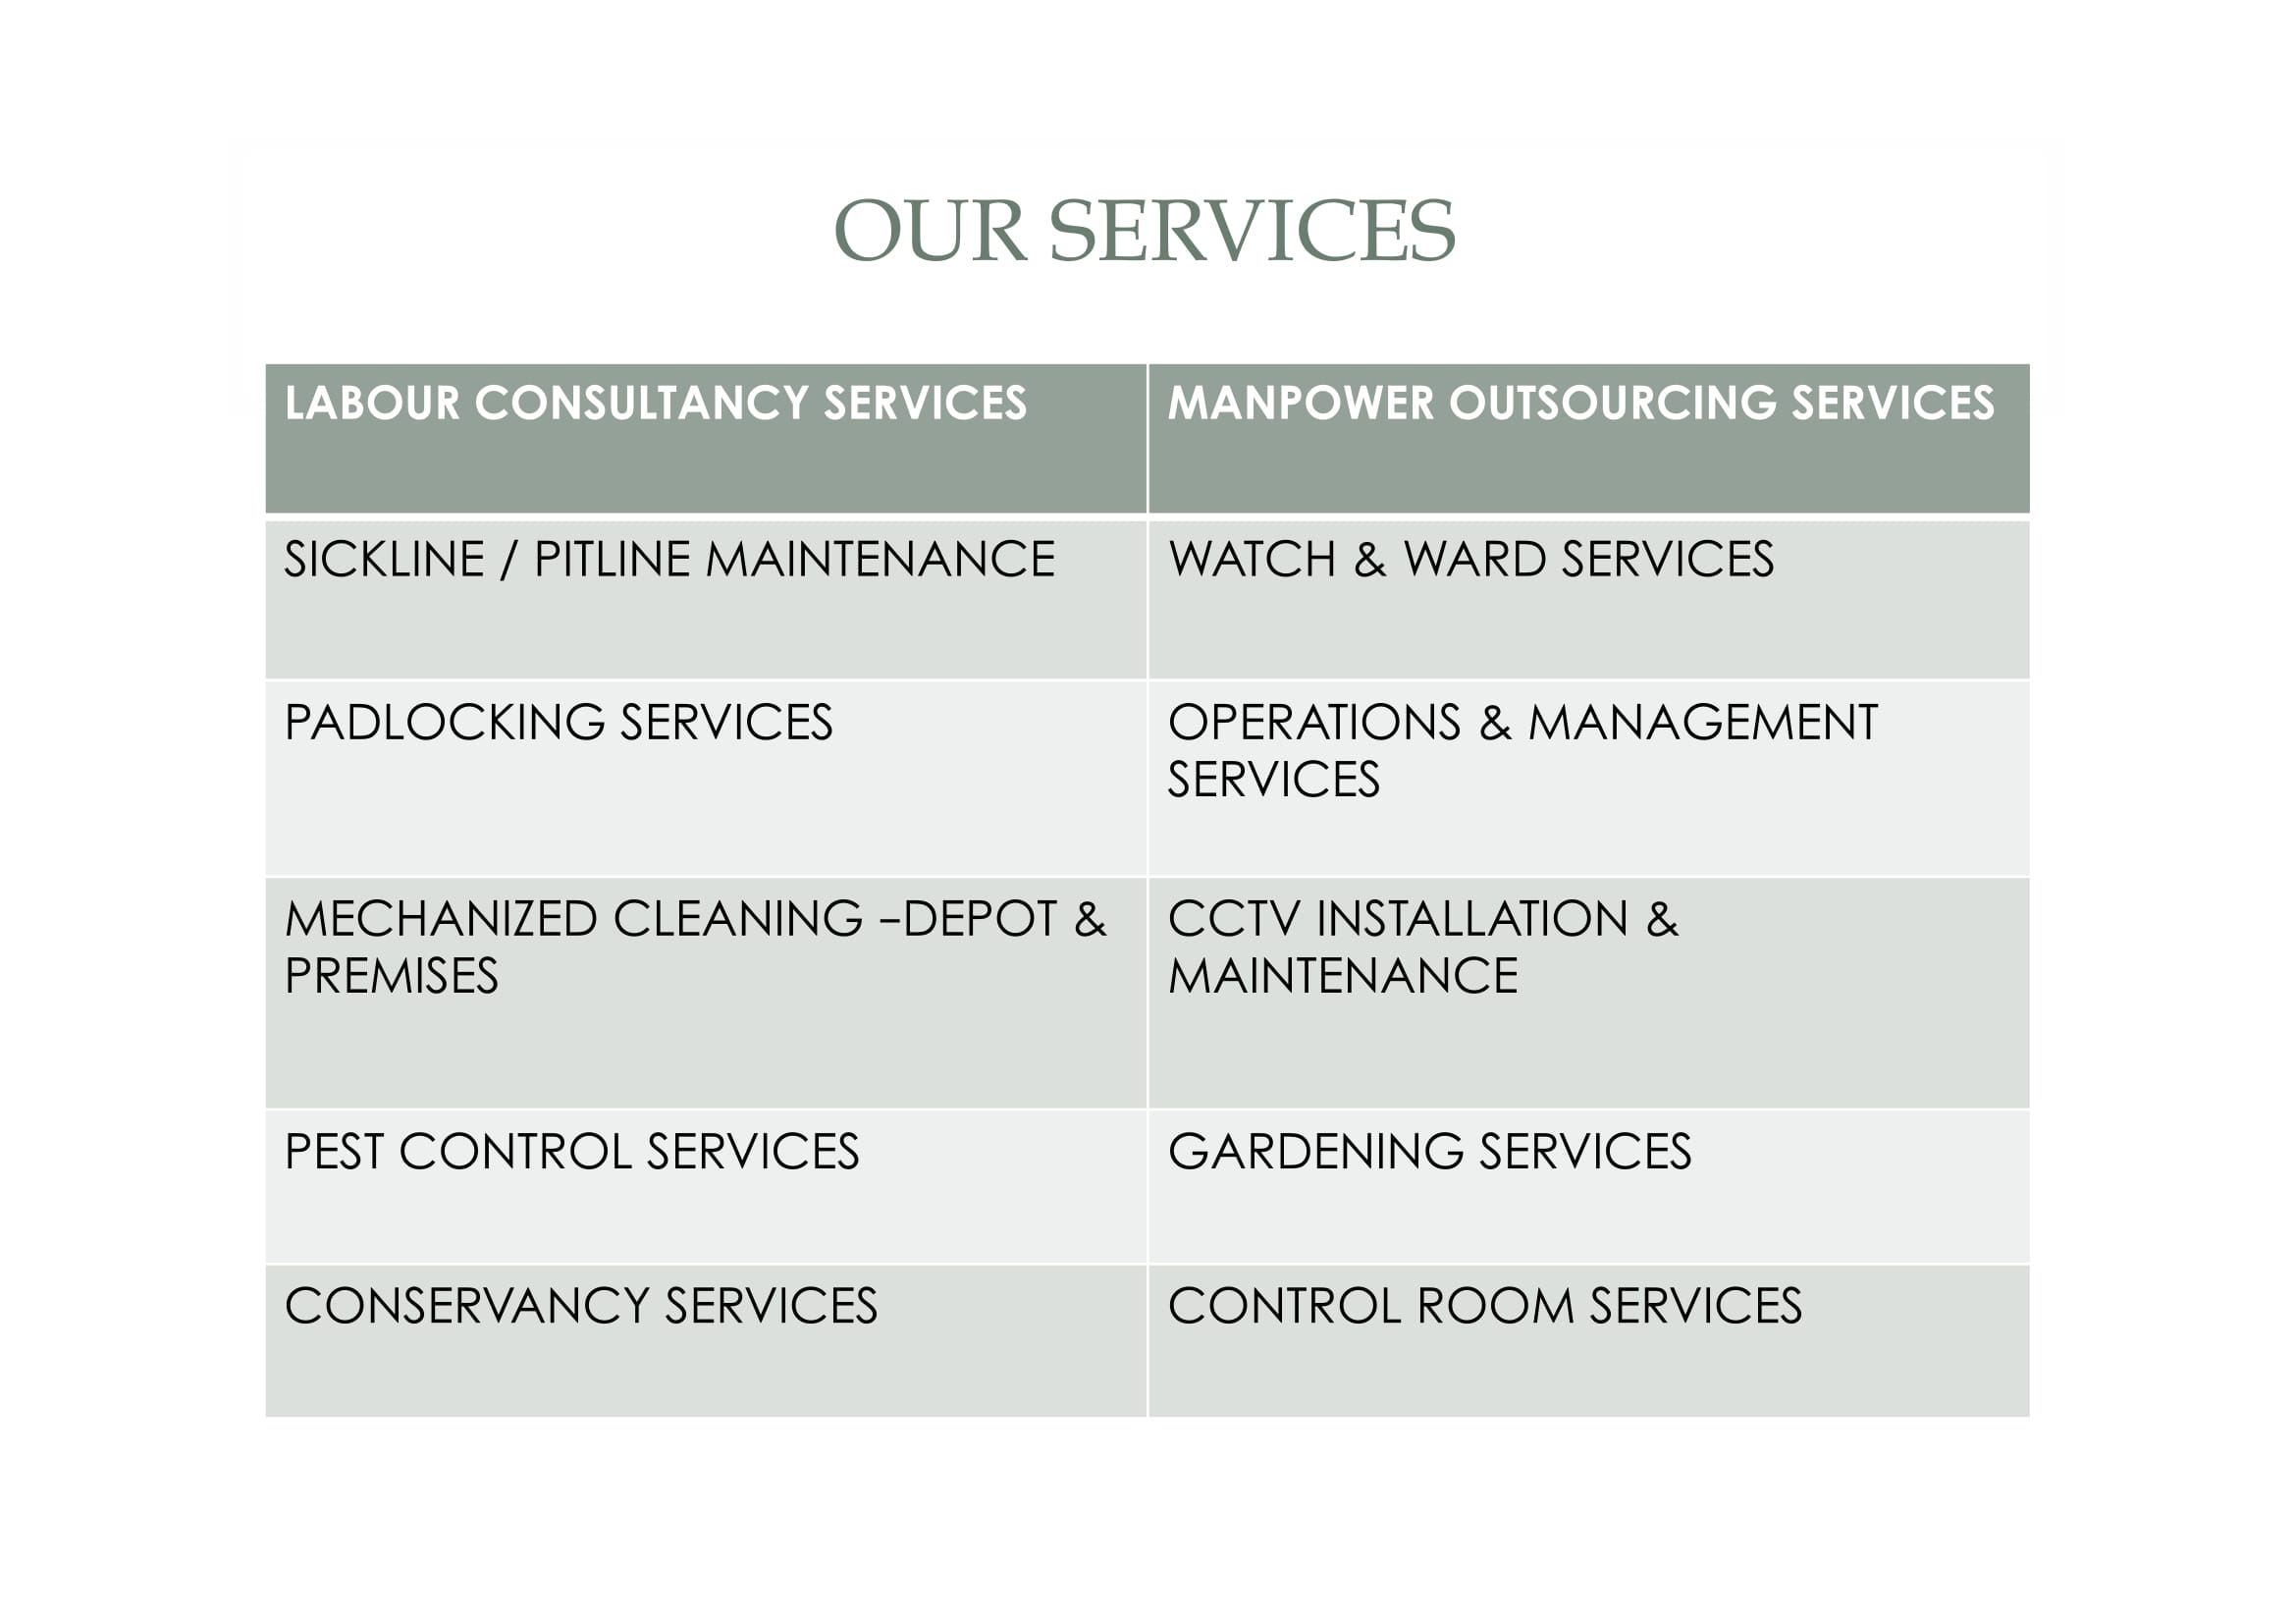 OUR SERVICES
LABOUR CONSULTANCY SERVICES
MANPOWER OUTSOURCING SERVICES
SICKLINE / PITLINE MAINTENANCE
WATCH & WARD SERVICES
PADLOCKING SERVICES
OPERATIONS & MANAGEMENT
SERVICES
MECHANIZED CLEANING –DEPOT &
PREMISES
CCTV INSTALLATION &
MAINTENANCE
PEST CONTROL SERVICES
GARDENING SERVICES
CONSERVANCY SERVICES
CONTROL ROOM SERVICES